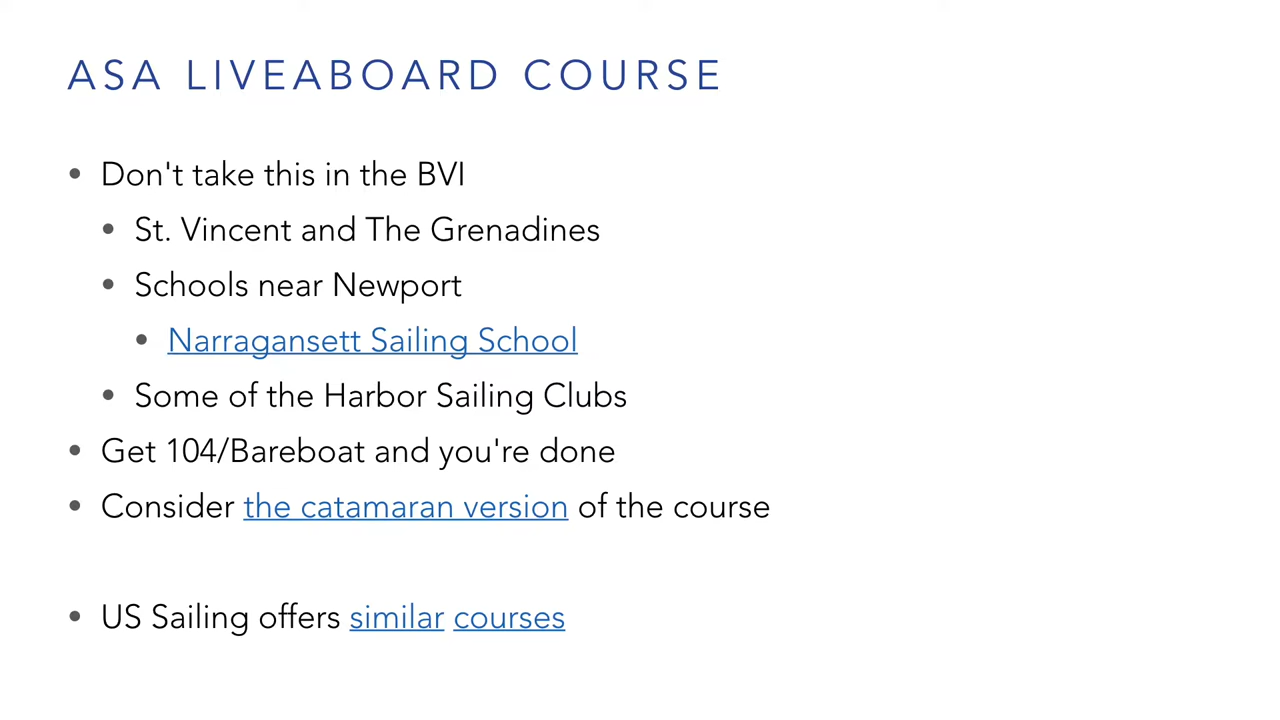 ASA LIVEABOARD COURSE
• Don't take this in the BVI
• St. Vincent and The Grenadines
• Schools near Newport
• Narragansett Sailing School
• Some of the Harbor Sailing Clubs
• Get 104/Bareboat and you're done
• Consider the catamaran version of the course
• US Sailing offers similar courses